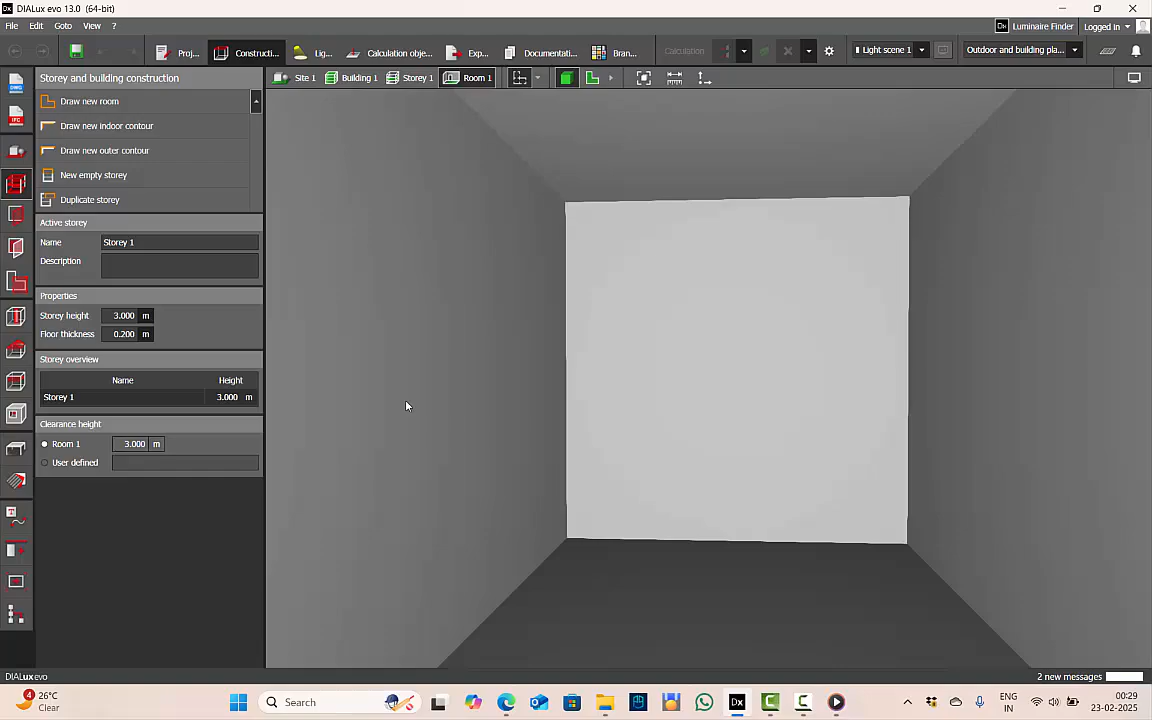 DIALux evo 13.0 (64-bit)
File Edit Goto View ?
Luminaire Finder Logged in
Proj... Constructi... Lig... Calculation obje... Exp... Documentati... Bran... Calculation Light scene 1 Outdoor and building pla...
Storey and building construction
Site 1 Building 1 Storey 1 Room 1
Draw new room
Draw new indoor contour
Draw new outer contour
New empty storey
Duplicate storey
Active storey
Name Storey 1
Description
Properties
Storey height 3.000 m
Floor thickness 0.200 m
Storey overview
Name Height
Storey 1 3.000 m
Clearance height
Room 1 3.000 m
User defined
DIALux evo
2 new messages
4 26°C
Clear
Search
ENG
IN
00:29
23-02-2025